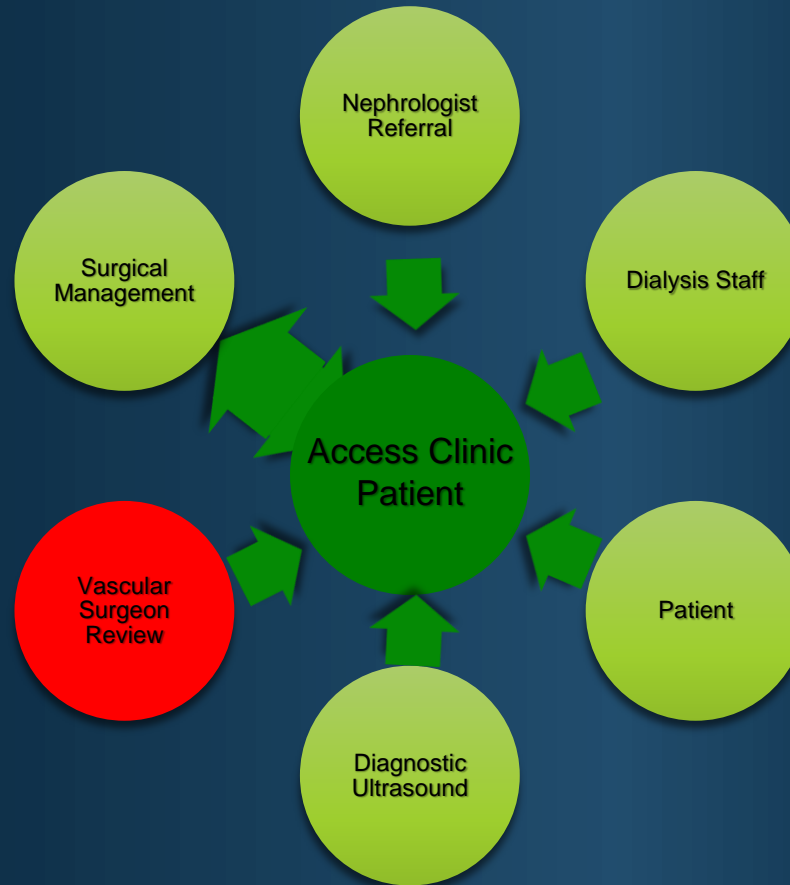 Nephrologist
Referral
Surgical
Management
Dialysis Staff
Access Clinic
Patient
Vascular
Surgeon
Review
Patient
Diagnostic
Ultrasound